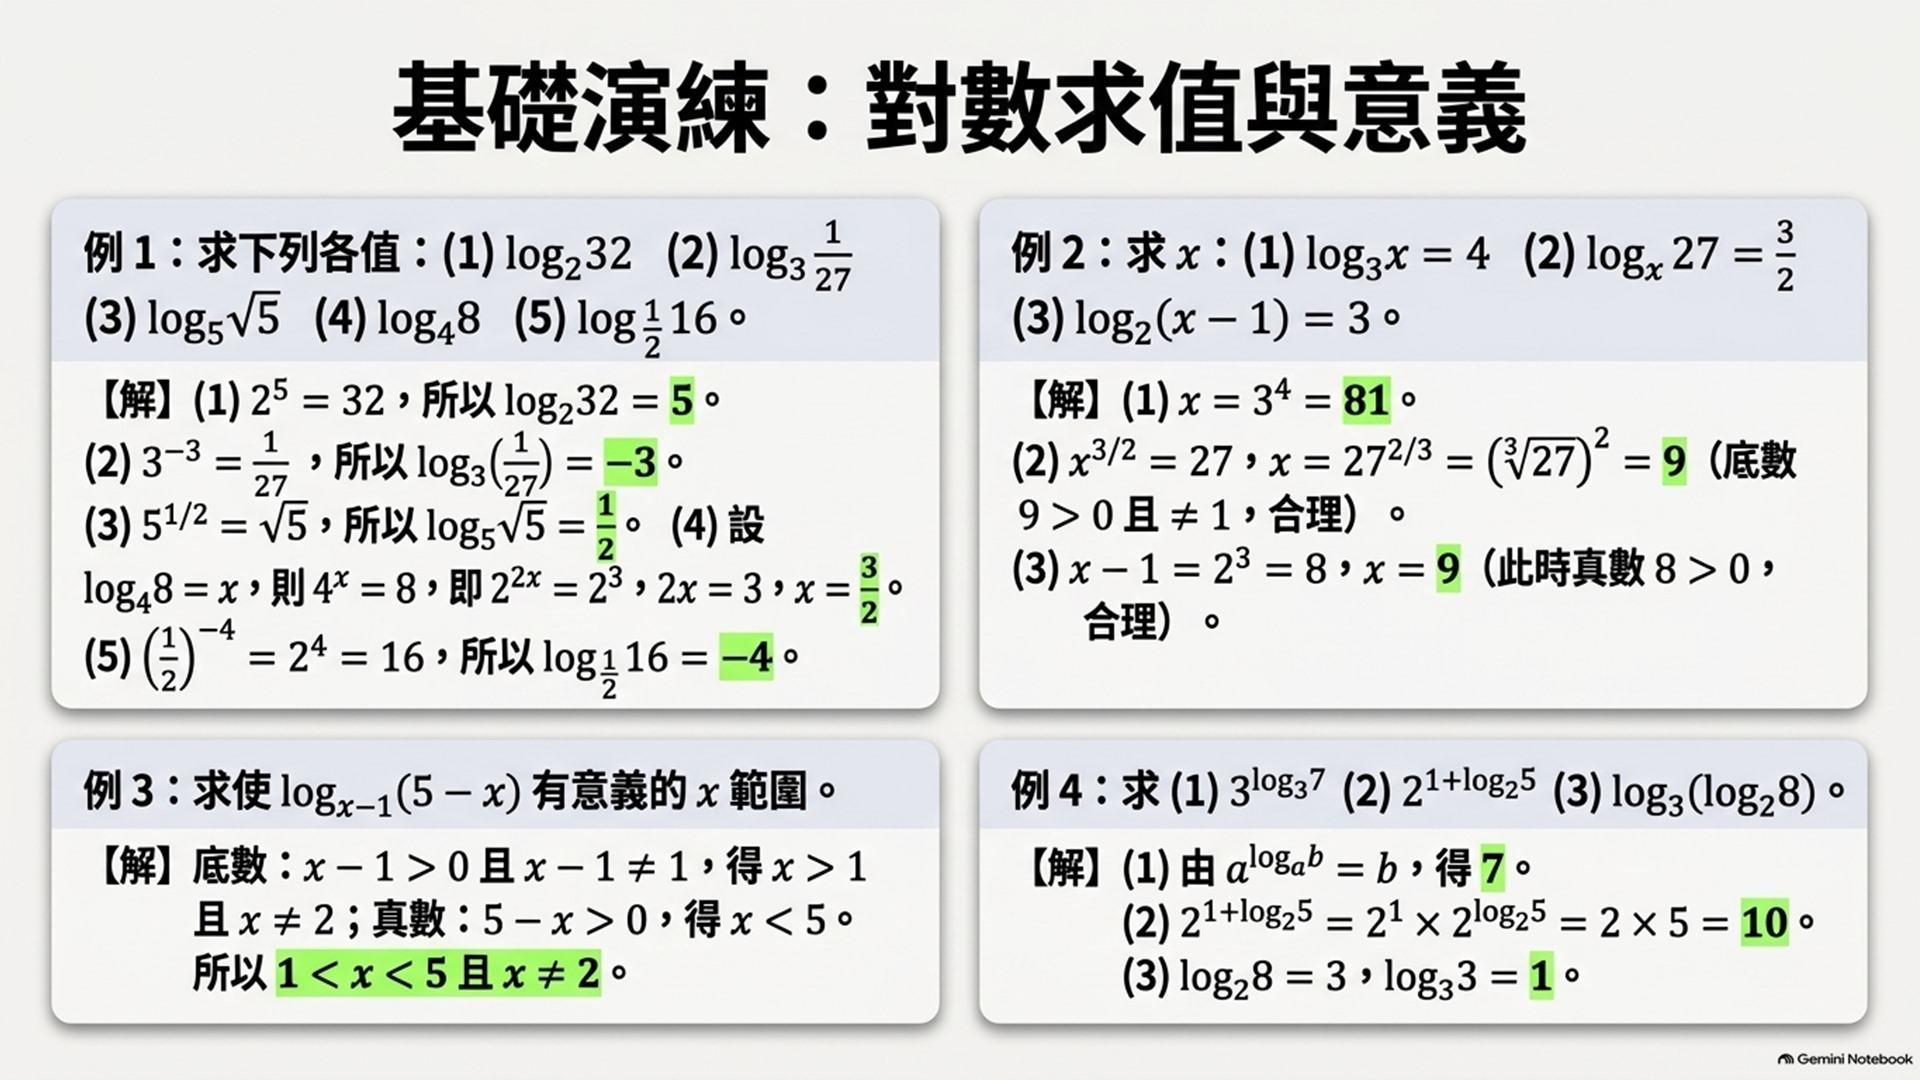 基礎演練：對數求值與意義
例 1：求下列各值：(1) log₂32 (2) log₃ 1/27
(3) log₅√5 (4) log₄8 (5) log_{1/2} 16。
【解】(1) 2⁵ = 32，所以 log₂32 = 5。
(2) 3⁻³ = 1/27，所以 log₃(1/27) = −3。
(3) 5^{1/2} = √5，所以 log₅√5 = 1/2。 (4) 設
log₄8 = x，則 4ˣ = 8，即 2^{2x} = 2³，2x = 3，x = 3/2。
(5) (1/2)⁻⁴ = 2⁴ = 16，所以 log_{1/2} 16 = −4。
例 2：求 x：(1) log₃x = 4 (2) logₓ 27 = 3/2
(3) log₂(x − 1) = 3。
【解】(1) x = 3⁴ = 81。
(2) x^{3/2} = 27，x = 27^{2/3} = (∛27)² = 9（底數
9 > 0 且 ≠ 1，合理）。
(3) x − 1 = 2³ = 8，x = 9（此時真數 8 > 0，
合理）。
例 3：求使 log_{x−1}(5 − x) 有意義的 x 範圍。
【解】底數：x − 1 > 0 且 x − 1 ≠ 1，得 x > 1
且 x ≠ 2；真數：5 − x > 0，得 x < 5。
所以 1 < x < 5 且 x ≠ 2。
例 4：求 (1) 3^{log₃7} (2) 2^{1+log₂5} (3) log₃(log₂8)。
【解】(1) 由 a^{logₐb} = b，得 7。
(2) 2^{1+log₂5} = 2¹ × 2^{log₂5} = 2 × 5 = 10。
(3) log₂8 = 3，log₃3 = 1。
Gemini Notebook